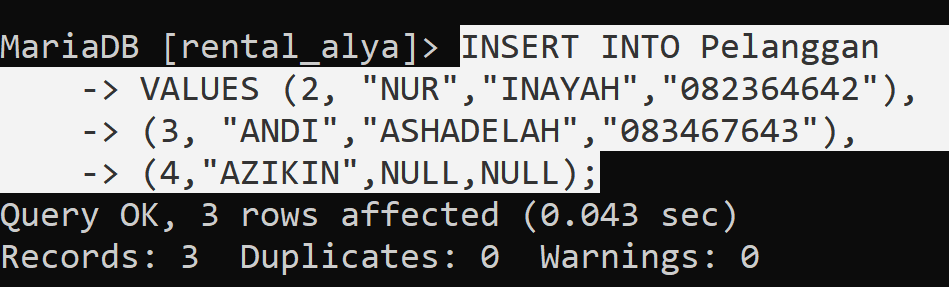 MariaDB [rental_alya]> INSERT INTO Pelanggan
    -> VALUES (2, "NUR","INAYAH","082364642"),
    -> (3, "ANDI","ASHADELAH","083467643"),
    -> (4,"AZIKIN",NULL,NULL);
Query OK, 3 rows affected (0.043 sec)
Records: 3  Duplicates: 0  Warnings: 0